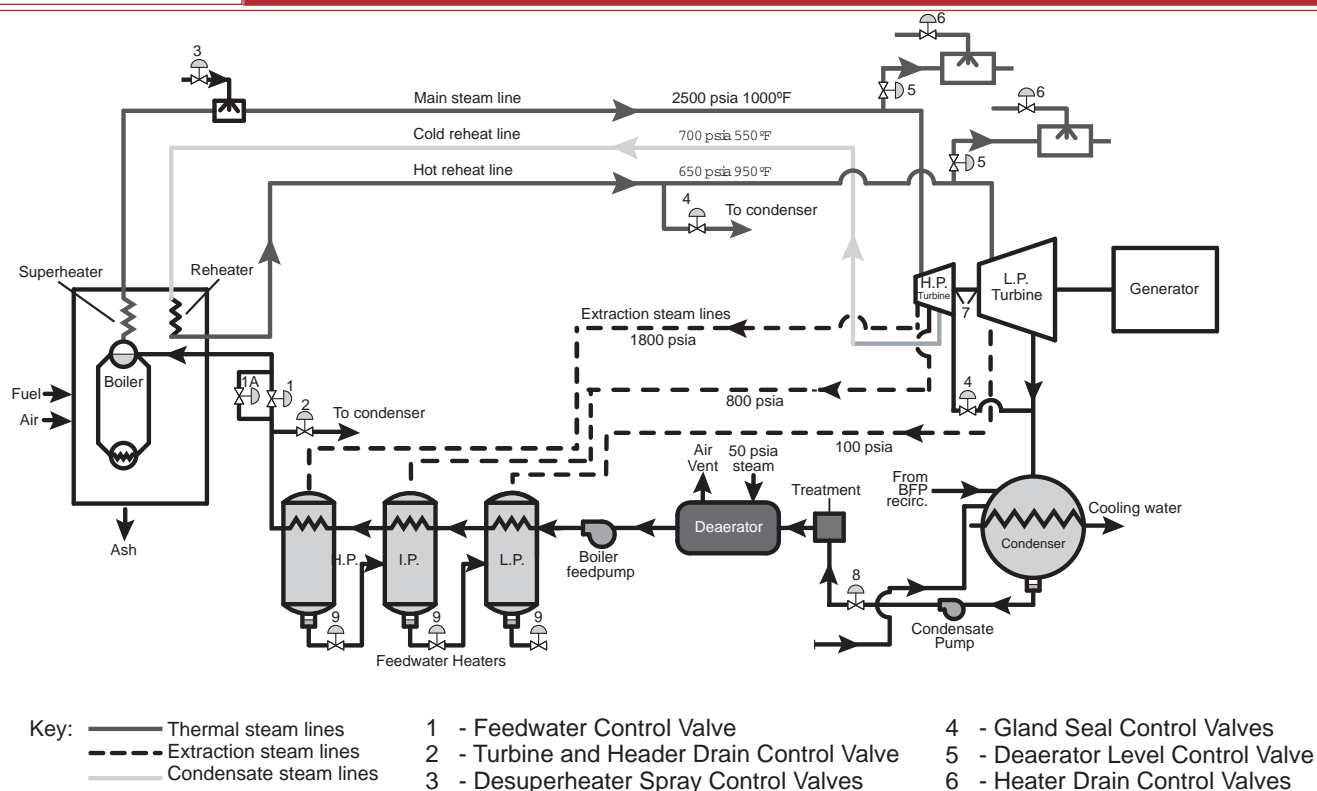 6
3
5
6
Main steam line 2500 psia 1000ºF
Cold reheat line 700 psia 550 ºF
5
Hot reheat line 650 psia 950 ºF
4
To condenser
Superheater
Reheater
H.P.
Turbine
L.P.
Turbine
Generator
7
Extraction steam lines
1800 psia
Boiler
Fuel
Air
1A
1
2
To condenser
800 psia
4
100 psia
Air
Vent
50 psia
steam
Treatment
From
BFP
recirc.
Cooling water
Deaerator
Condenser
Ash
H.P.
I.P.
L.P.
Boiler
feedpump
8
9
9
9
Condensate
Pump
Feedwater Heaters
Key:
Thermal steam lines
Extraction steam lines
Condensate steam lines
1 - Feedwater Control Valve
2 - Turbine and Header Drain Control Valve
3 - Desuperheater Spray Control Valves
4 - Gland Seal Control Valves
5 - Deaerator Level Control Valve
6 - Heater Drain Control Valves